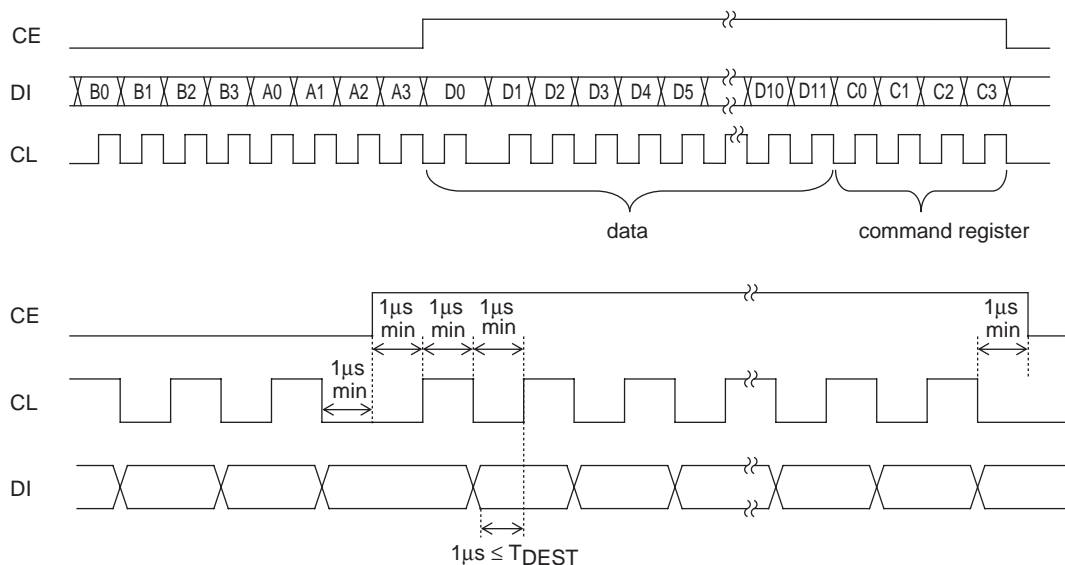 CE
DI B0 B1 B2 B3 A0 A1 A2 A3 D0 D1 D2 D3 D4 D5 D10 D11 C0 C1 C2 C3
CL
data command register
CE
1μs 1μs 1μs 1μs
min min min min
1μs
min
CL
DI
1μs ≤ TDEST